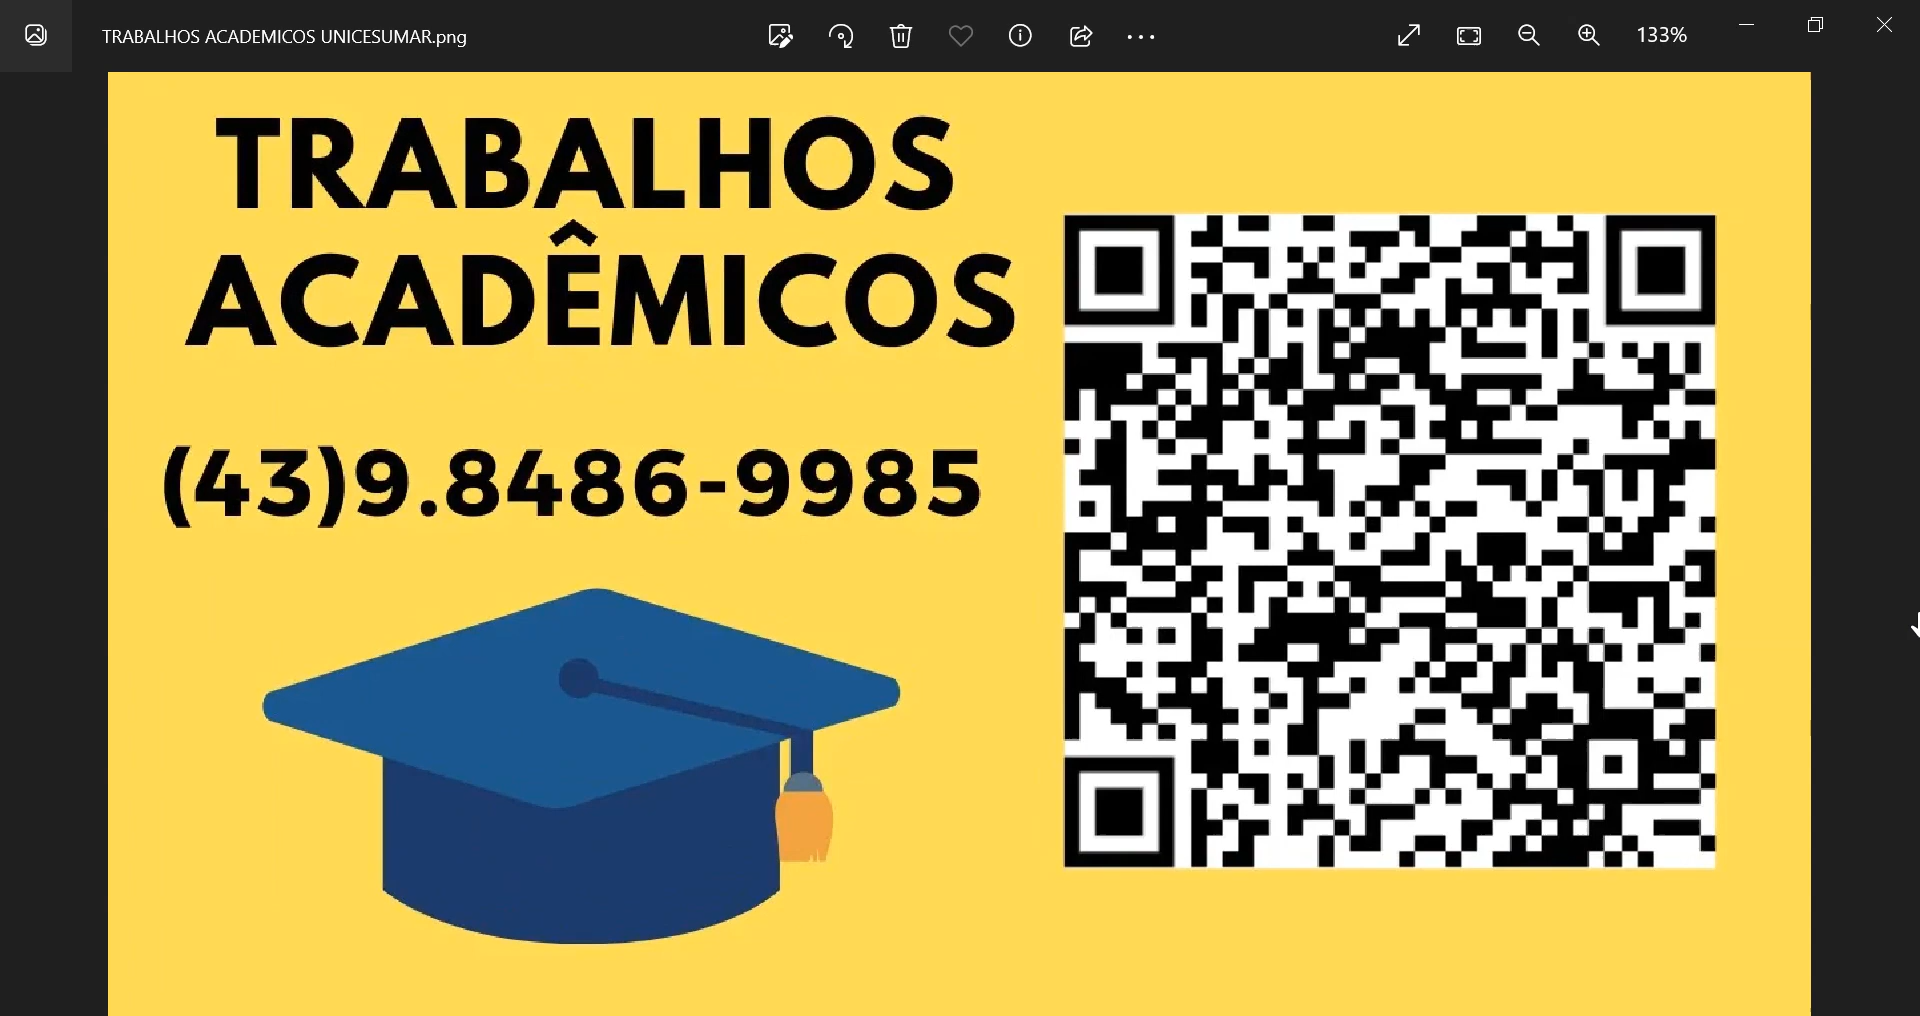 TRABALHOS ACADEMICOS UNICESUMAR.png
133%
TRABALHOS
ACADÊMICOS
(43)9.8486-9985